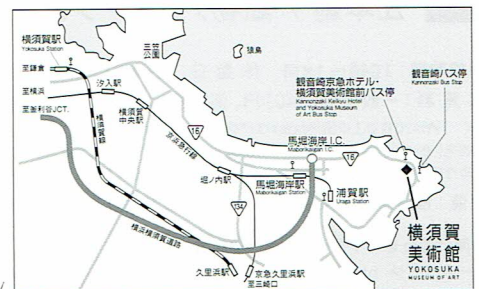 横須賀駅
Yokosuka Station
三笠
公園
猿島
至鎌倉
汐入駅
至横浜
横須賀
中央駅
至釜利谷JCT.
横須賀線
京浜急行線
16
観音崎京急ホテル・
横須賀美術館前バス停
Kannonzaki Keikyu Hotel
and Yokosuka Museum
of Art Bus Stop
観音崎バス停
Kannonzaki Bus Stop
馬堀海岸I.C.
Maborikaigan I.C.
16
堀ノ内駅
馬堀海岸駅
Maborikaigan Station
浦賀駅
Uraga Station
134
横浜横須賀道路
久里浜駅
京急久里浜駅
至三崎口
横須賀
美術館
YOKOSUKA
MUSEUM OF ART